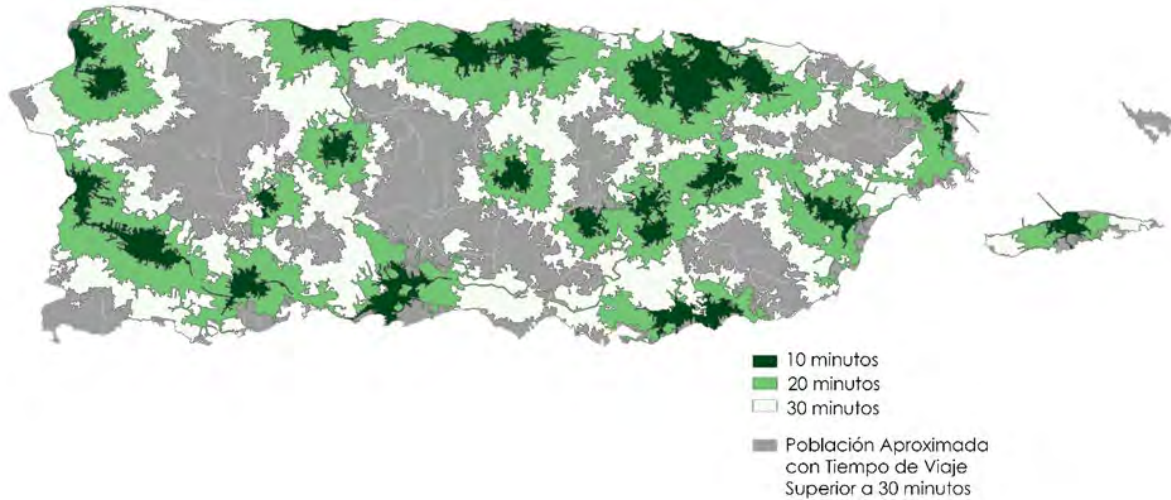 10 minutos
20 minutos
30 minutos
Población Aproximada
con Tiempo de Viaje
Superior a 30 minutos